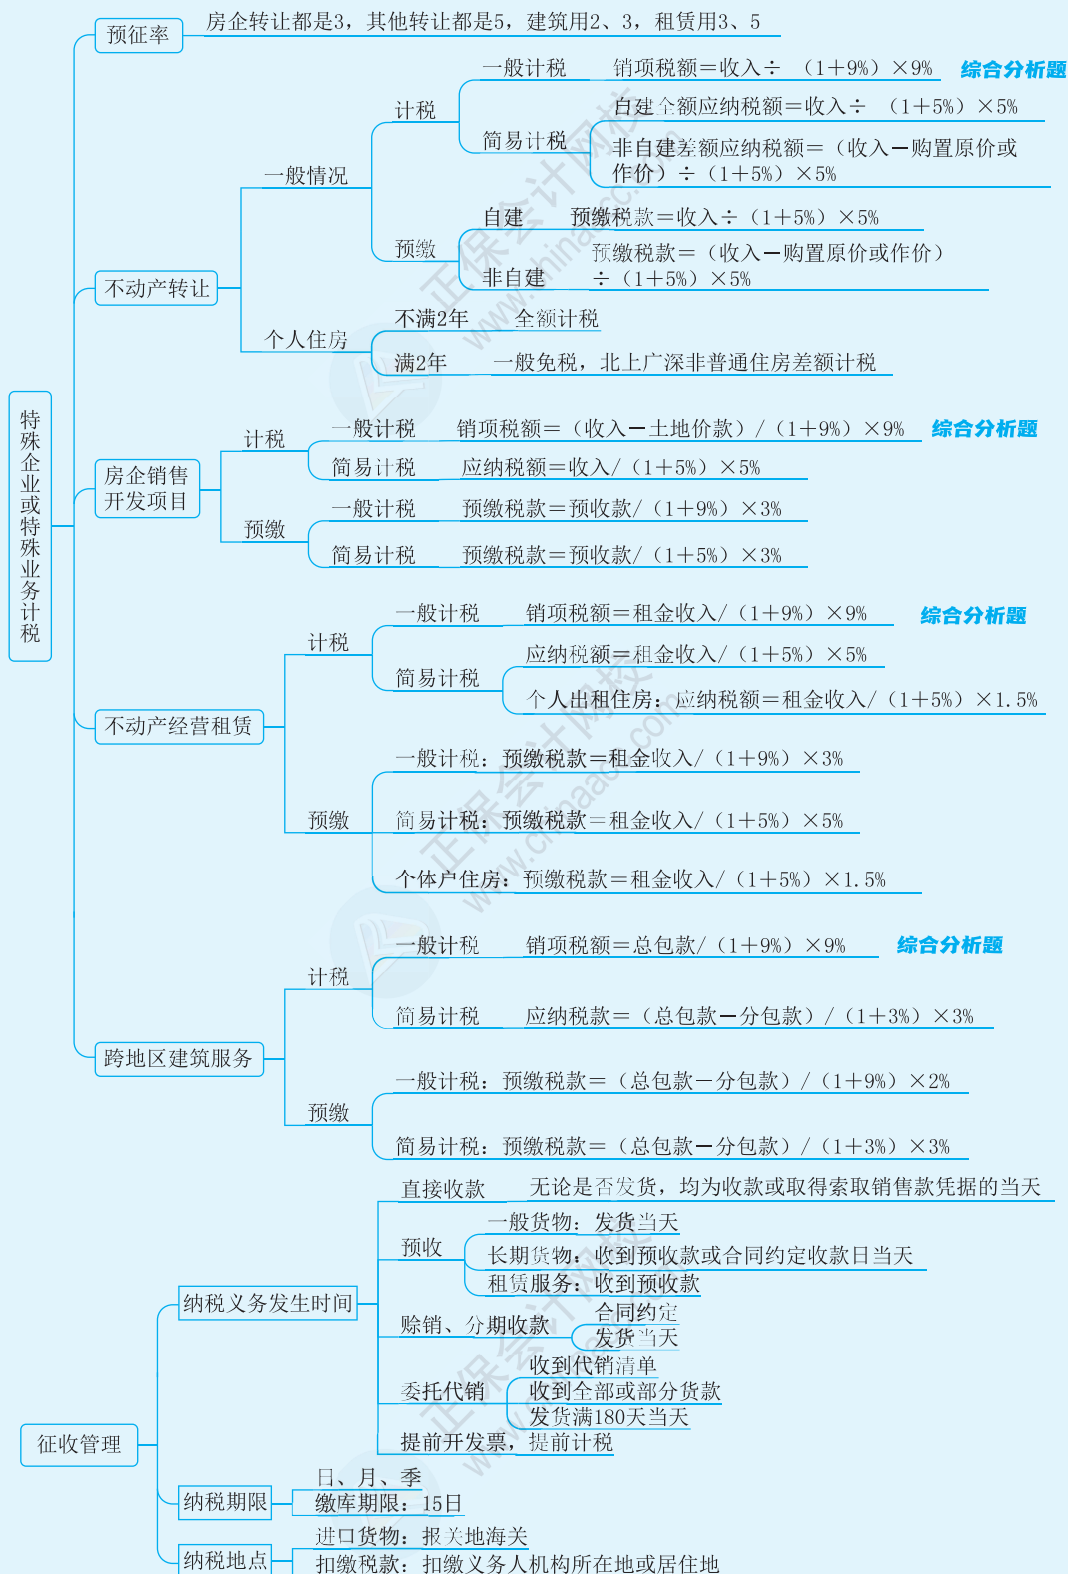 预征率
房企转让都是3，其他转让都是5，建筑用2、3，租赁用3、5
特殊企业或特殊业务计税
不动产转让
一般情况
计税
一般计税
销项税额＝收入÷（1＋9%）×9%
综合分析题
简易计税
自建全额应纳税额＝收入÷（1＋5%）×5%
非自建差额应纳税额＝（收入－购置原价或
作价）÷（1＋5%）×5%
预缴
自建
预缴税款＝收入÷（1＋5%）×5%
非自建
预缴税款＝（收入－购置原价或作价）
÷（1＋5%）×5%
个人住房
不满2年
全额计税
满2年
一般免税，北上广深非普通住房差额计税
房企销售
开发项目
计税
一般计税
销项税额＝（收入－土地价款）/（1＋9%）×9%
综合分析题
简易计税
应纳税额＝收入/（1＋5%）×5%
预缴
一般计税
预缴税款＝预收款/（1＋9%）×3%
简易计税
预缴税款＝预收款/（1＋5%）×3%
不动产经营租赁
计税
一般计税
销项税额＝租金收入/（1＋9%）×9%
综合分析题
简易计税
应纳税额＝租金收入/（1＋5%）×5%
个人出租住房：应纳税额＝租金收入/（1＋5%）×1.5%
预缴
一般计税：预缴税款＝租金收入/（1＋9%）×3%
简易计税：预缴税款＝租金收入/（1＋5%）×5%
个体户住房：预缴税款＝租金收入/（1＋5%）×1.5%
跨地区建筑服务
计税
一般计税
销项税额＝总包款/（1＋9%）×9%
综合分析题
简易计税
应纳税款＝（总包款－分包款）/（1＋3%）×3%
预缴
一般计税：预缴税款＝（总包款－分包款）/（1＋9%）×2%
简易计税：预缴税款＝（总包款－分包款）/（1＋3%）×3%
征收管理
纳税义务发生时间
直接收款
无论是否发货，均为收款或取得索取销售款凭据的当天
预收
一般货物：发货当天
长期货物：收到预收款或合同约定收款日当天
租赁服务：收到预收款
赊销、分期收款
合同约定
发货当天
委托代销
收到代销清单
收到全部或部分货款
发货满180天当天
提前开发票，提前计税
纳税期限
日、月、季
缴库期限：15日
纳税地点
进口货物：报关地海关
扣缴税款：扣缴义务人机构所在地或居住地
正保会计网校
www.chinaacc.com
正保会计网校
www.chinaacc.com
正保会计网校
www.chinaacc.com